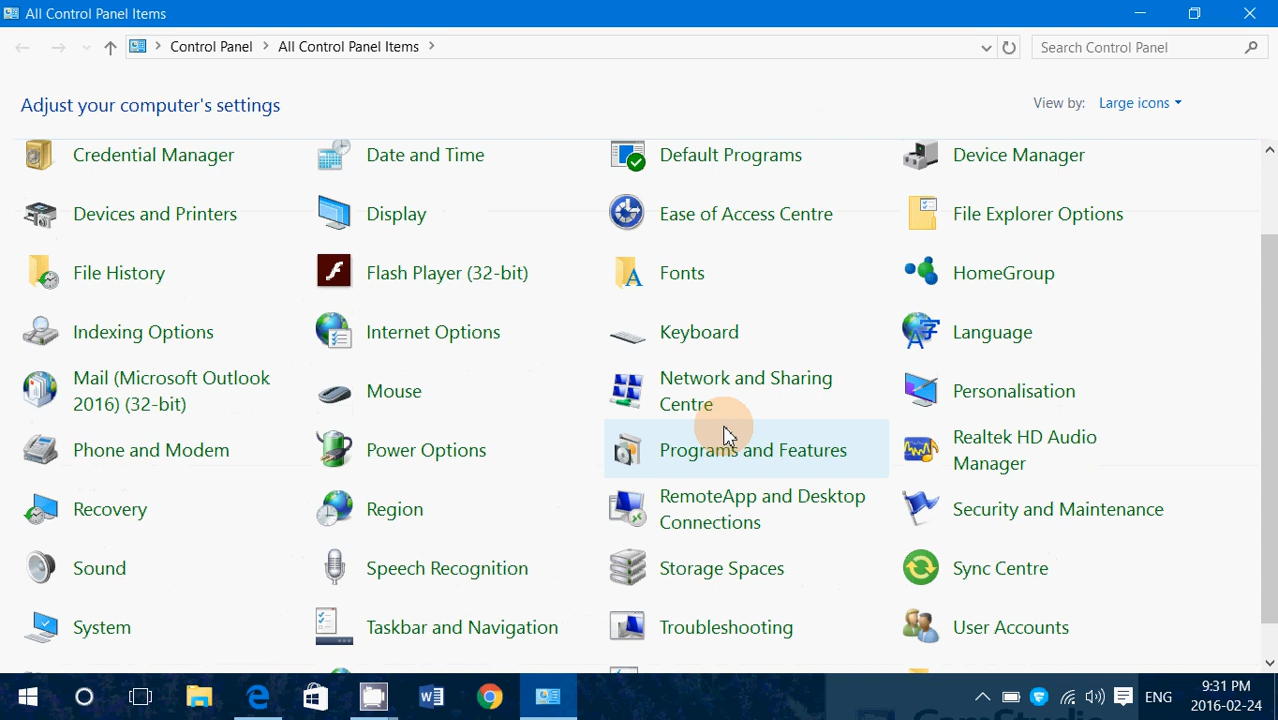 All Control Panel Items
Control Panel > All Control Panel Items >
Search Control Panel
Adjust your computer's settings
View by: Large icons
Credential Manager
Date and Time
Default Programs
Device Manager
Devices and Printers
Display
Ease of Access Centre
File Explorer Options
File History
Flash Player (32-bit)
Fonts
HomeGroup
Indexing Options
Internet Options
Keyboard
Language
Mail (Microsoft Outlook
2016) (32-bit)
Mouse
Network and Sharing
Centre
Personalisation
Phone and Modem
Power Options
Programs and Features
Realtek HD Audio
Manager
Recovery
Region
RemoteApp and Desktop
Connections
Security and Maintenance
Sound
Speech Recognition
Storage Spaces
Sync Centre
System
Taskbar and Navigation
Troubleshooting
User Accounts
ENG
9:31 PM
2016-02-24